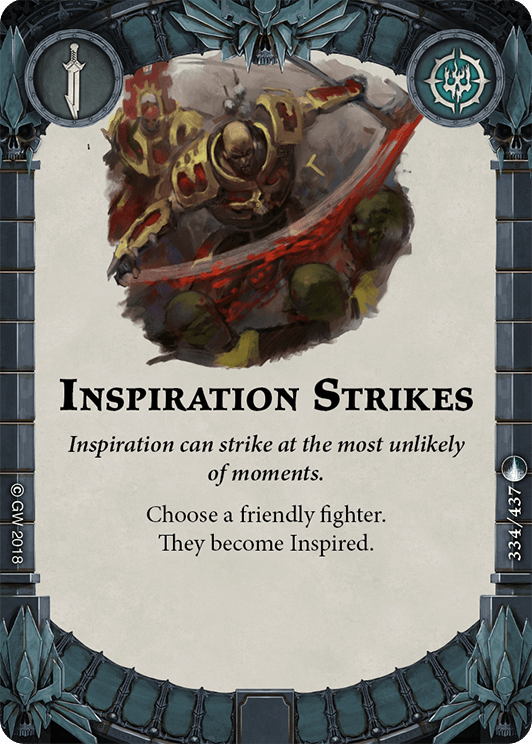 Inspiration Strikes
Inspiration can strike at the most unlikely
of moments.
Choose a friendly fighter.
They become Inspired.
© GW 2018
334/437